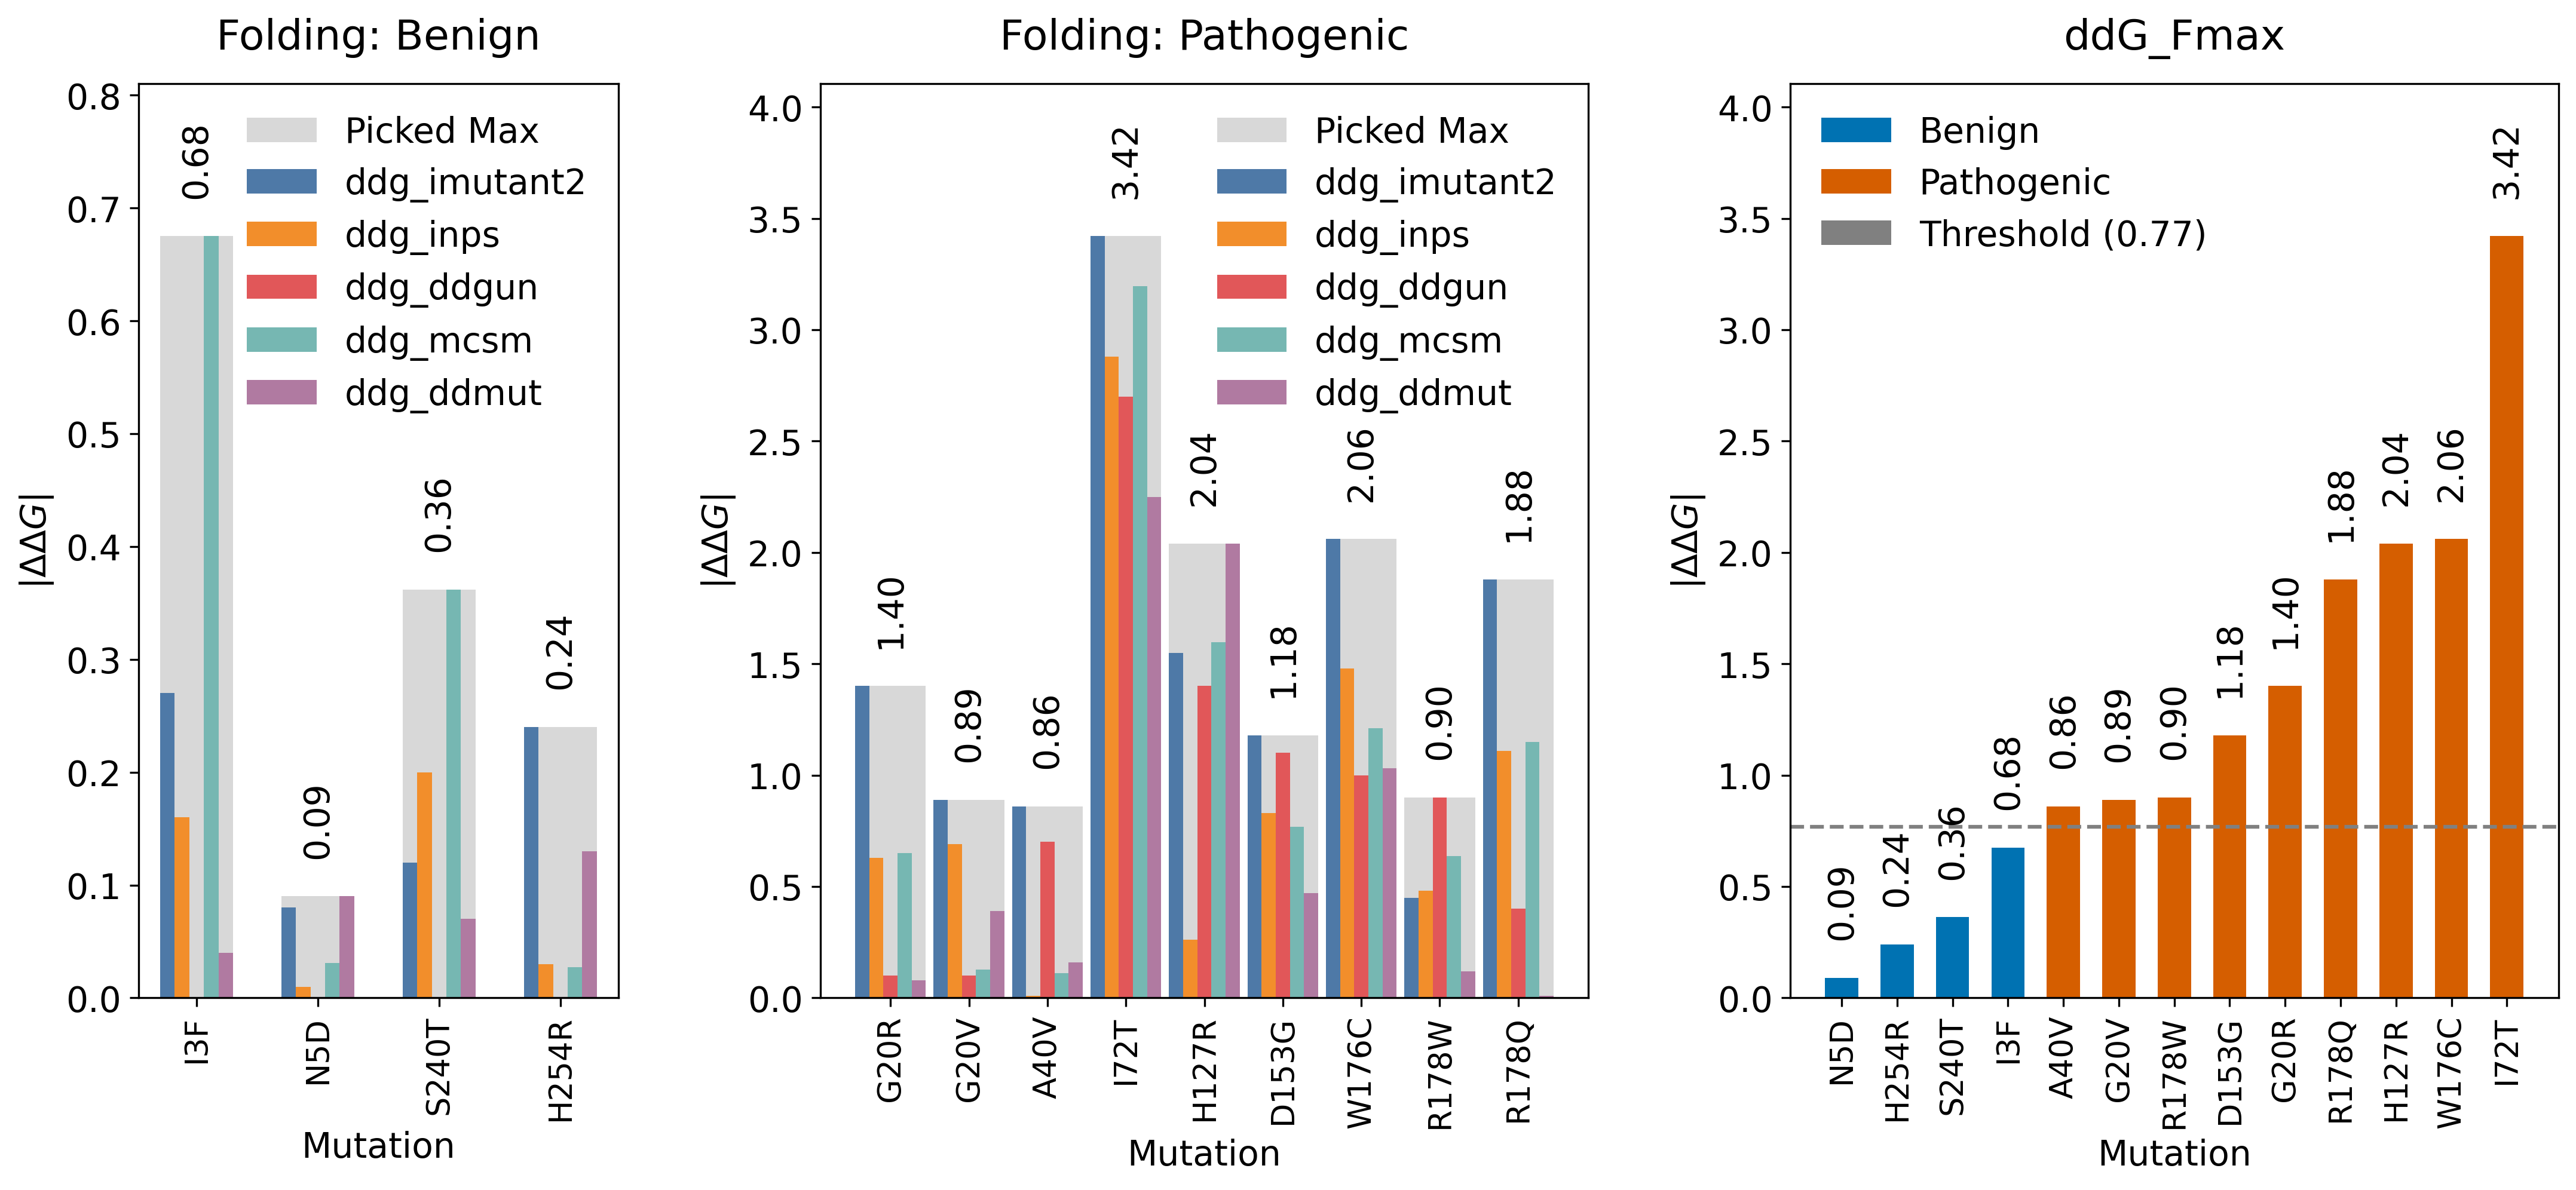 Folding: Benign
|ΔΔG|
0.8
0.7
0.6
0.5
0.4
0.3
0.2
0.1
0.0
Picked Max
ddg_imutant2
ddg_inps
ddg_ddgun
ddg_mcsm
ddg_ddmut
0.68
0.09
0.36
0.24
I3F
N5D
S240T
H254R
Mutation
Folding: Pathogenic
|ΔΔG|
4.0
3.5
3.0
2.5
2.0
1.5
1.0
0.5
0.0
Picked Max
ddg_imutant2
ddg_inps
ddg_ddgun
ddg_mcsm
ddg_ddmut
1.40
0.89
0.86
3.42
2.04
1.18
2.06
0.90
1.88
G20R
G20V
A40V
I72T
H127R
D153G
W176C
R178W
R178Q
Mutation
ddG_Fmax
|ΔΔG|
4.0
3.5
3.0
2.5
2.0
1.5
1.0
0.5
0.0
Benign
Pathogenic
Threshold (0.77)
0.09
0.24
0.36
0.68
0.86
0.89
0.90
1.18
1.40
1.88
2.04
2.06
3.42
N5D
H254R
S240T
I3F
A40V
G20V
R178W
D153G
G20R
R178Q
H127R
W176C
I72T
Mutation